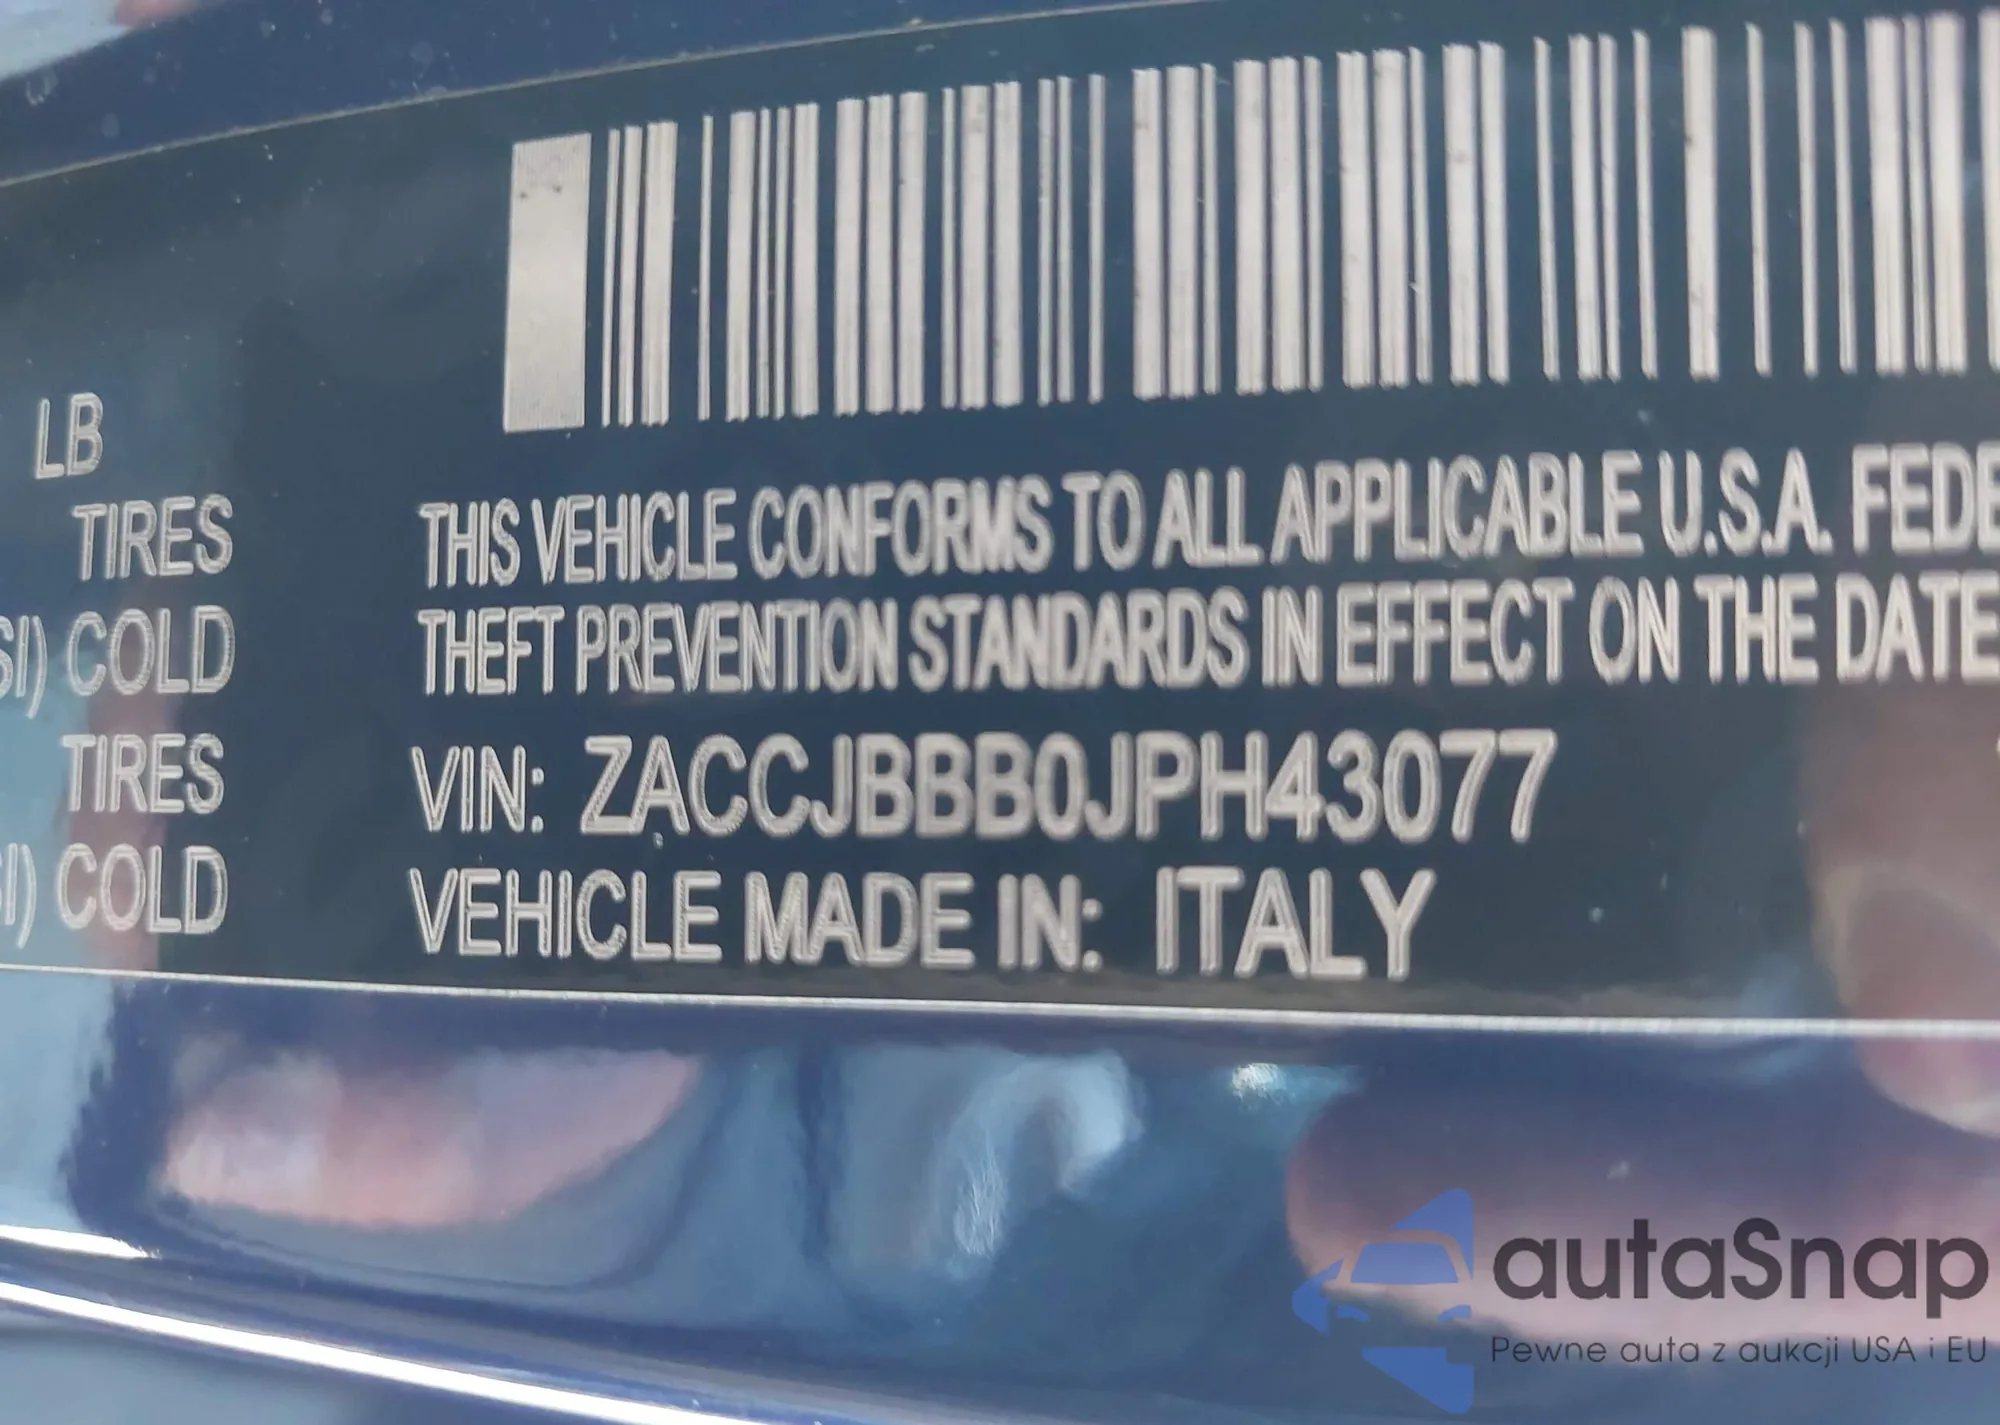 LB
TIRES
SI) COLD
TIRES
SI) COLD
THIS VEHICLE CONFORMS TO ALL APPLICABLE U.S.A. FEDE
THEFT PREVENTION STANDARDS IN EFFECT ON THE DATE
VIN: ZACCJBBB0JPH43077
VEHICLE MADE IN: ITALY
autaSnap
Pewne auta z aukcji USA i EU